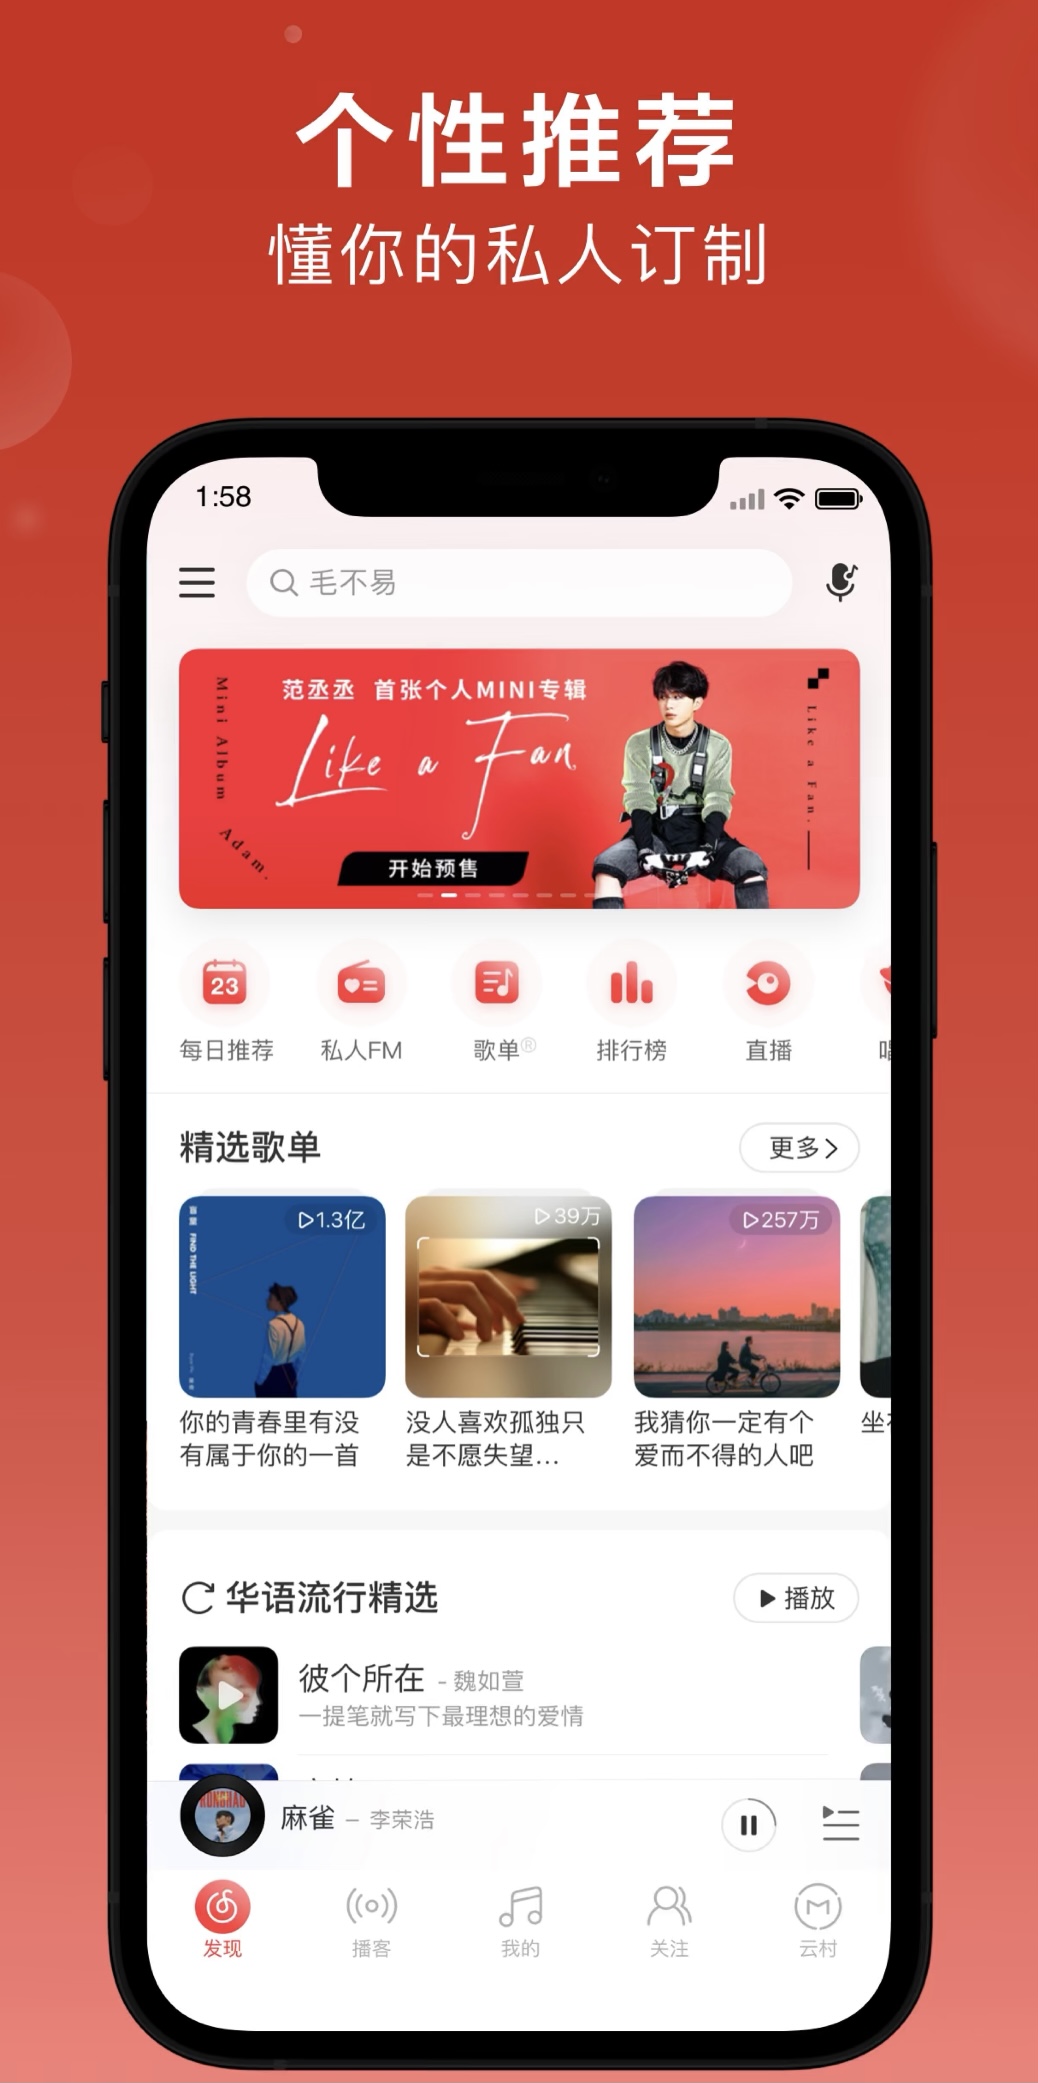 个性推荐
懂你的私人订制
1:58
毛不易
范丞丞 首张个人MINI专辑
Like a Fan
Mini Album
Adam.
Like a Fan.
开始预售
23
每日推荐 私人FM 歌单® 排行榜 直播
精选歌单 更多
1.3亿 39万 257万
FIND THE LIGHT
你的青春里有没 没人喜欢孤独只 我猜你一定有个
有属于你的一首 是不愿失望... 爱而不得的人吧
华语流行精选 播放
彼个所在 - 魏如萱
一提笔就写下最理想的爱情
麻雀 – 李荣浩
发现 播客 我的 关注 云村